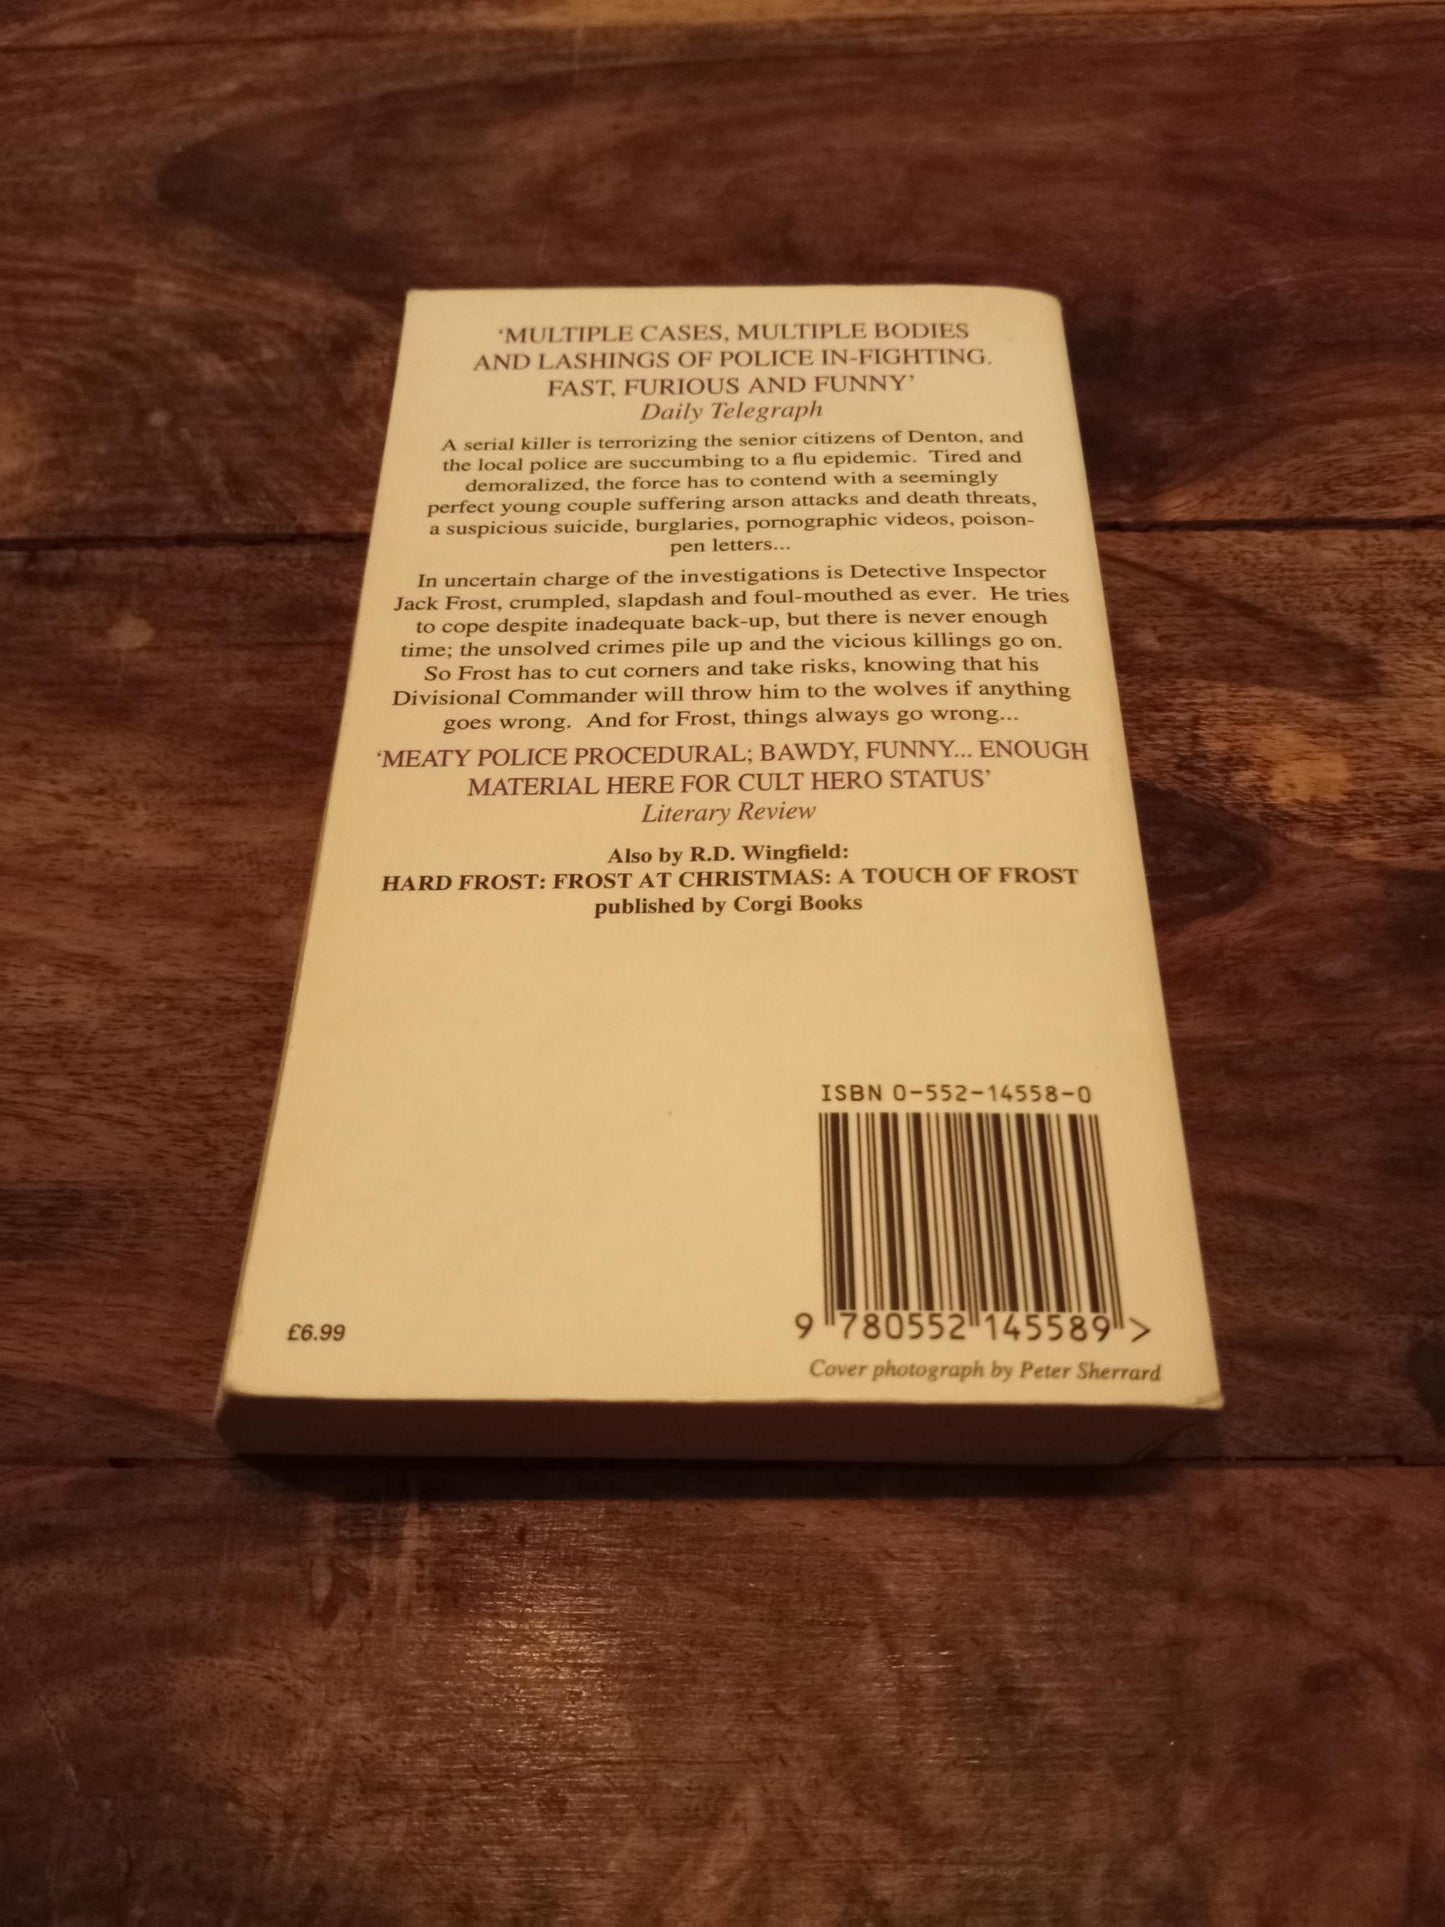 ‘MULTIPLE CASES, MULTIPLE BODIES
AND LASHINGS OF POLICE IN-FIGHTING.
FAST, FURIOUS AND FUNNY’
Daily Telegraph
A serial killer is terrorizing the senior citizens of Denton, and
the local police are succumbing to a flu epidemic. Tired and
demoralized, the force has to contend with a seemingly
perfect young couple suffering arson attacks and death threats,
a suspicious suicide, burglaries, pornographic videos, poison-
pen letters...
In uncertain charge of the investigations is Detective Inspector
Jack Frost, crumpled, slapdash and foul-mouthed as ever. He tries
to cope despite inadequate back-up, but there is never enough
time; the unsolved crimes pile up and the vicious killings go on.
So Frost has to cut corners and take risks, knowing that his
Divisional Commander will throw him to the wolves if anything
goes wrong. And for Frost, things always go wrong...
‘MEATY POLICE PROCEDURAL; BAWDY, FUNNY... ENOUGH
MATERIAL HERE FOR CULT HERO STATUS’
Literary Review
Also by R.D. Wingfield:
HARD FROST: FROST AT CHRISTMAS: A TOUCH OF FROST
published by Corgi Books
ISBN 0-552-14558-0
9 780552 145589 >
£6.99
Cover photograph by Peter Sherrard